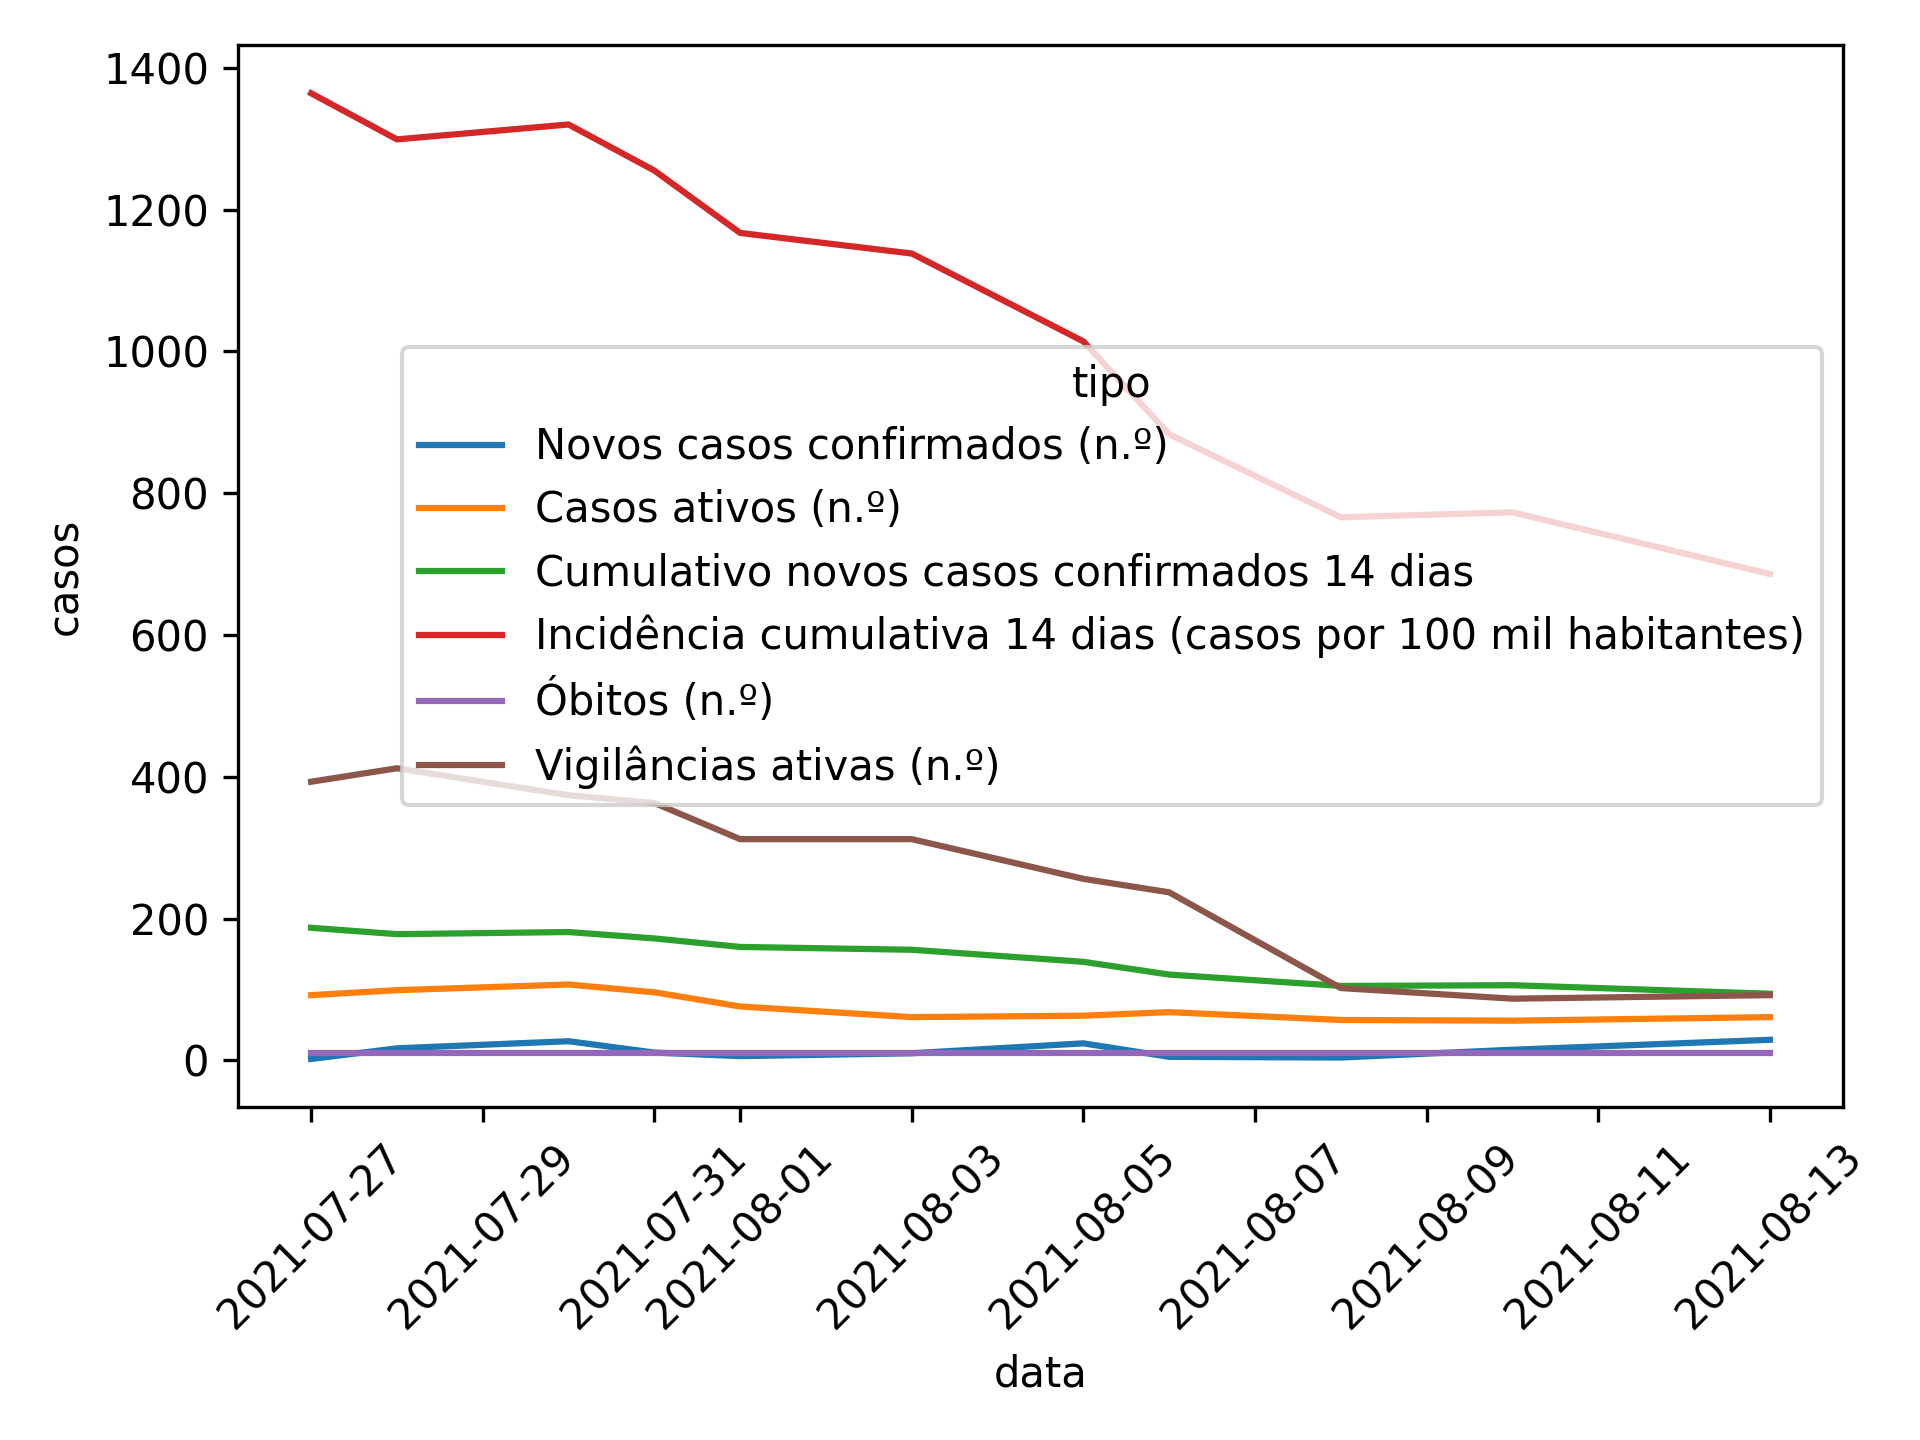 1400
1200
1000
800
600
400
200
0
casos
tipo
Novos casos confirmados (n.º)
Casos ativos (n.º)
Cumulativo novos casos confirmados 14 dias
Incidência cumulativa 14 dias (casos por 100 mil habitantes)
Óbitos (n.º)
Vigilâncias ativas (n.º)
2021-07-27
2021-07-29
2021-07-31
2021-08-01
2021-08-03
2021-08-05
2021-08-07
2021-08-09
2021-08-11
2021-08-13
data